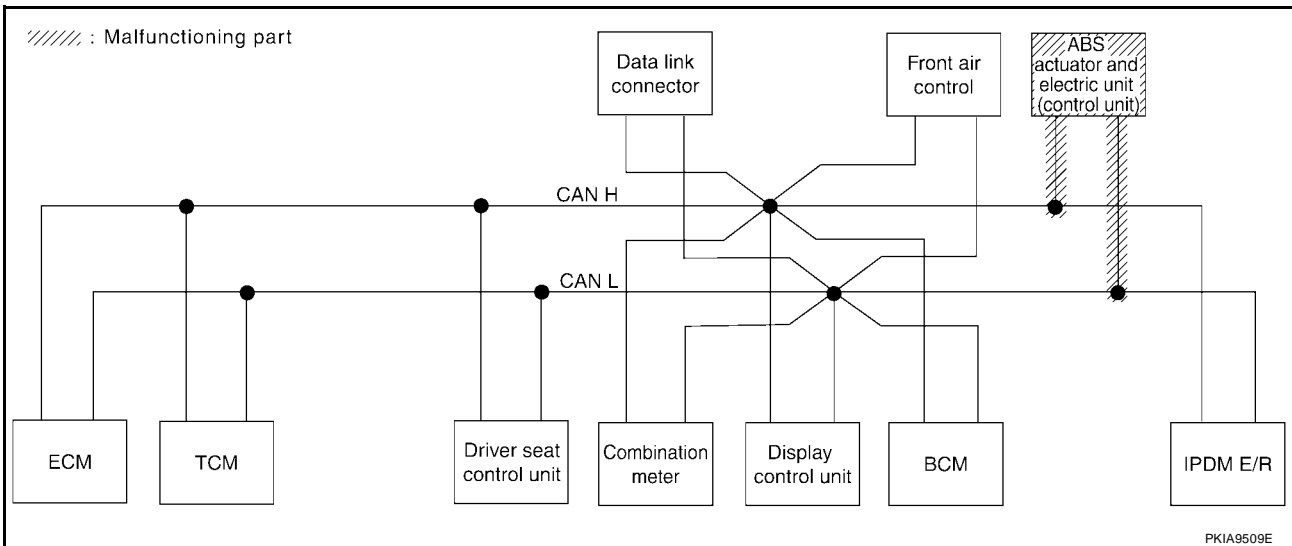 : Malfunctioning part
Data link
connector
Front air
control
ABS
actuator and
electric unit
(control unit)
CAN H
CAN L
ECM
TCM
Driver seat
control unit
Combination
meter
Display
control unit
BCM
IPDM E/R
PKIA9509E